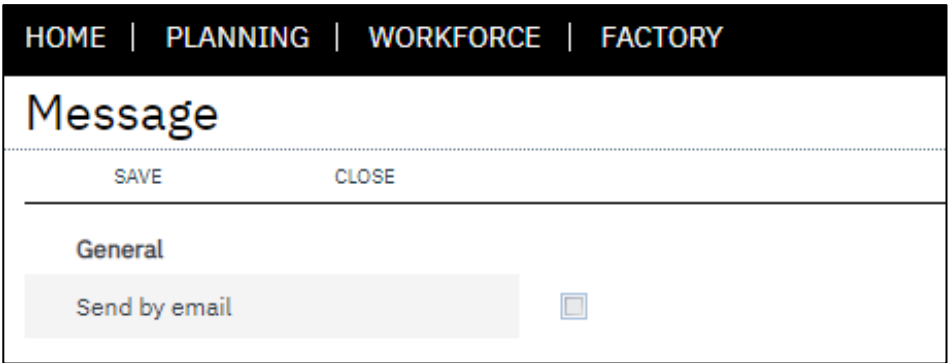 HOME | PLANNING | WORKFORCE | FACTORY
Message
SAVE CLOSE
General
Send by email